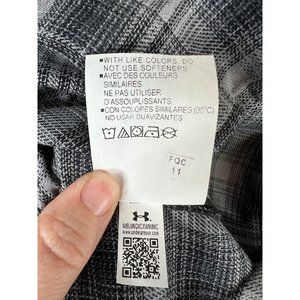 ▪WITH LIKE COLORS, DO
NOT USE SOFTENERS
▪AVEC DES COULEURS
SIMILAIRES
NE PAS UTILISER
D'ASSOUPLISSANTS
▪CON COLORES SIMILARES (30°C)
NO USAR SUAVIZANTES
FQC
11
www.underarmour.com